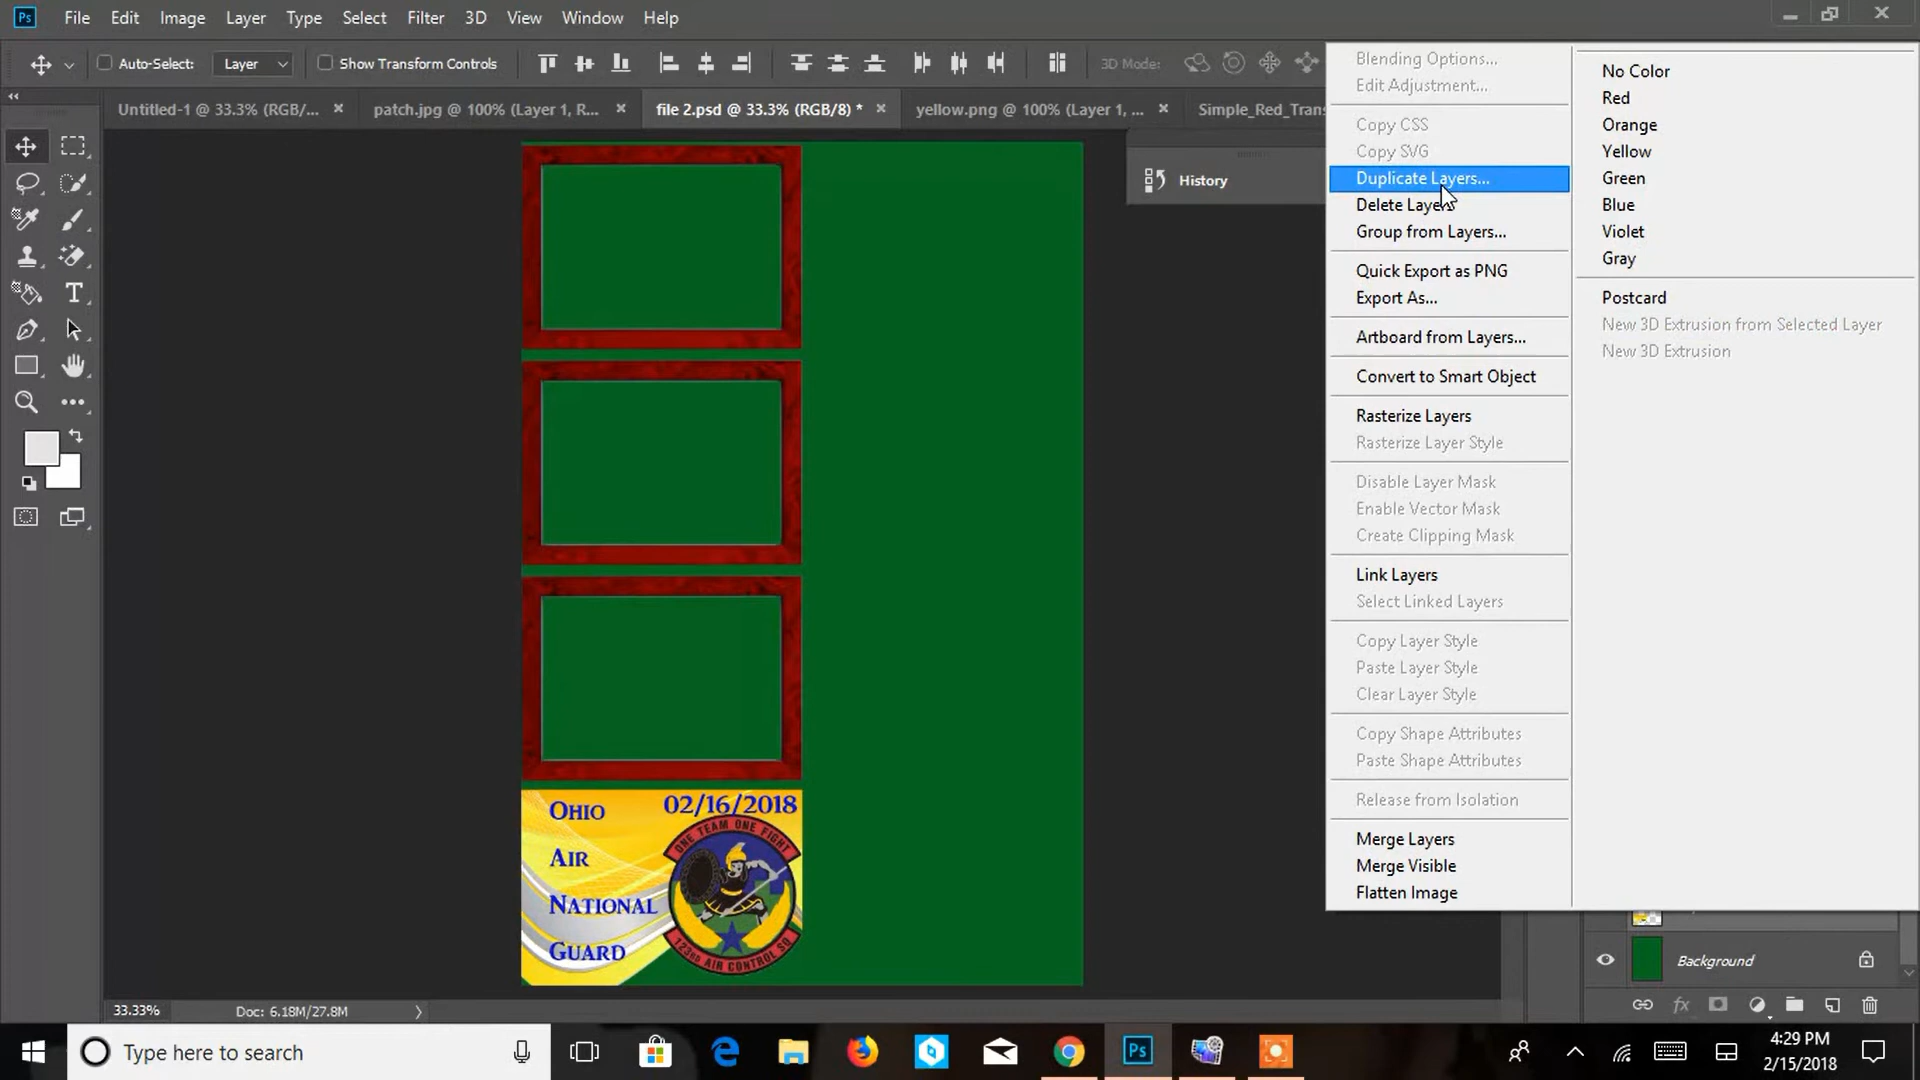 Ps File Edit Image Layer Type Select Filter 3D View Window Help
Auto-Select: Layer Show Transform Controls 3D Mode:
Untitled-1 @ 33.3% (RGB/... patch.jpg @ 100% (Layer 1, R... file 2.psd @ 33.3% (RGB/8) * yellow.png @ 100% (Layer 1, ... Simple_Red_Trans
History
Blending Options...
Edit Adjustment...
Copy CSS
Copy SVG
Duplicate Layers...
Delete Layers
Group from Layers...
Quick Export as PNG
Export As...
Artboard from Layers...
Convert to Smart Object
Rasterize Layers
Rasterize Layer Style
Disable Layer Mask
Enable Vector Mask
Create Clipping Mask
Link Layers
Select Linked Layers
Copy Layer Style
Paste Layer Style
Clear Layer Style
Copy Shape Attributes
Paste Shape Attributes
Release from Isolation
Merge Layers
Merge Visible
Flatten Image
No Color
Red
Orange
Yellow
Green
Blue
Violet
Gray
Postcard
New 3D Extrusion from Selected Layer
New 3D Extrusion
Ohio
Air
National
Guard
02/16/2018
ONE TEAM ONE FIGHT
123RD AIR CONTROL SQ
Background
33.33% Doc: 6.18M/27.8M
Type here to search
Ps
4:29 PM
2/15/2018